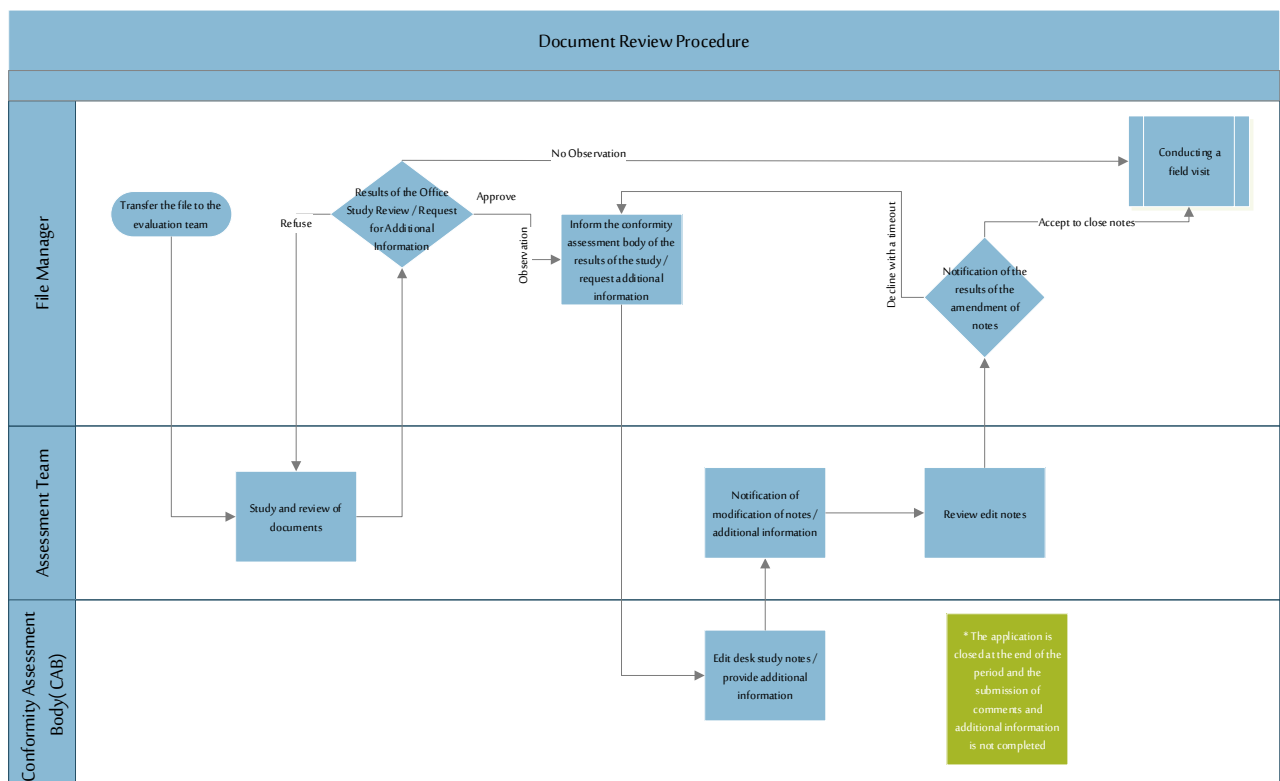 Document Review Procedure
File Manager
Transfer the file to the
evaluation team
Results of the Office
Study Review / Request
for Additional
Information
Refuse
Approve
Observation
No Observation
Inform the conformity
assessment body of the
results of the study /
request additional
information
Decline with a timeout
Notification of the
results of the
amendment of
notes
Accept to close notes
Conducting a
field visit
Assessment Team
Study and review of
documents
Notification of
modification of notes /
additional information
Review edit notes
Conformity Assessment
Body( CAB)
Edit desk study notes /
provide additional
information
* The application is
closed at the end of the
period and the
submission of
comments and
additional information
is not completed